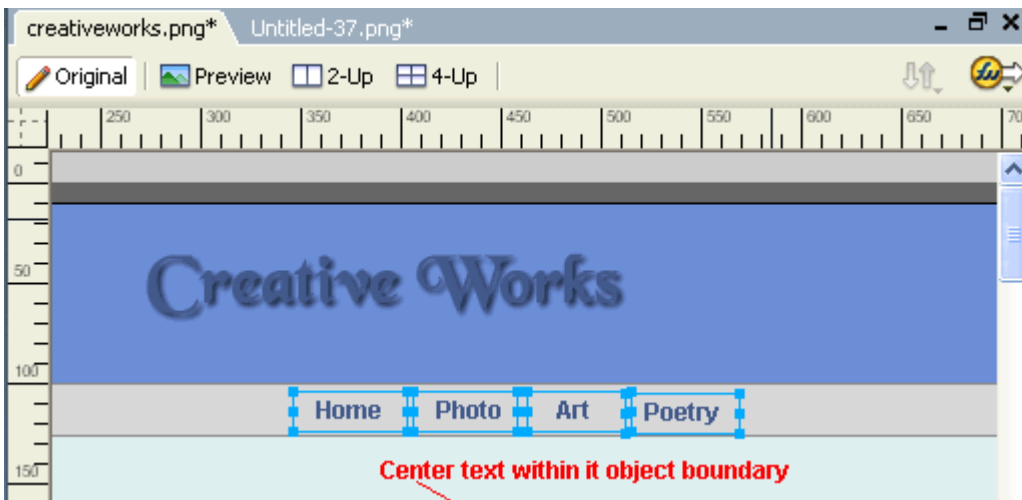 creativeworks.png* Untitled-37.png*
Original Preview 2-Up 4-Up
250 300 350 400 450 500 550 600 650 70
0
50
Creative Works
100
Home Photo Art Poetry
Center text within it object boundary
150